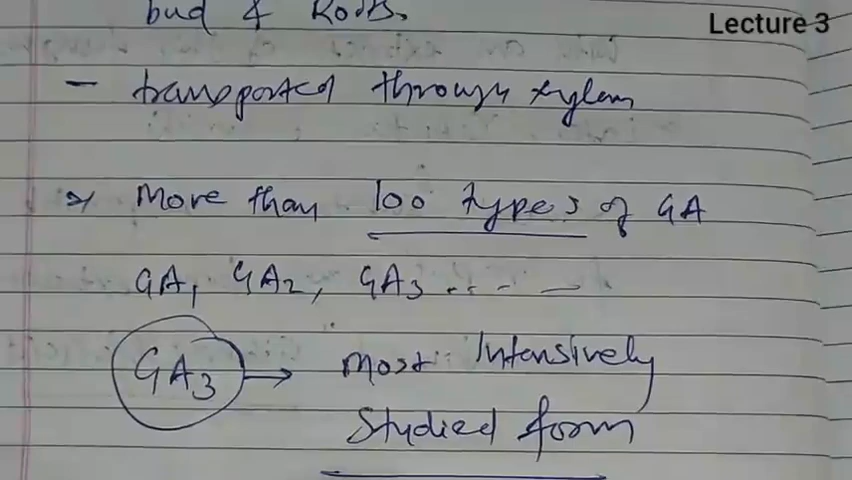 bud & Roots.
Lecture 3
- transported through xylem
⇒ More than 100 types of GA
GA1, GA2, GA3 ... - -
GA3 → most Intensively
Studied form